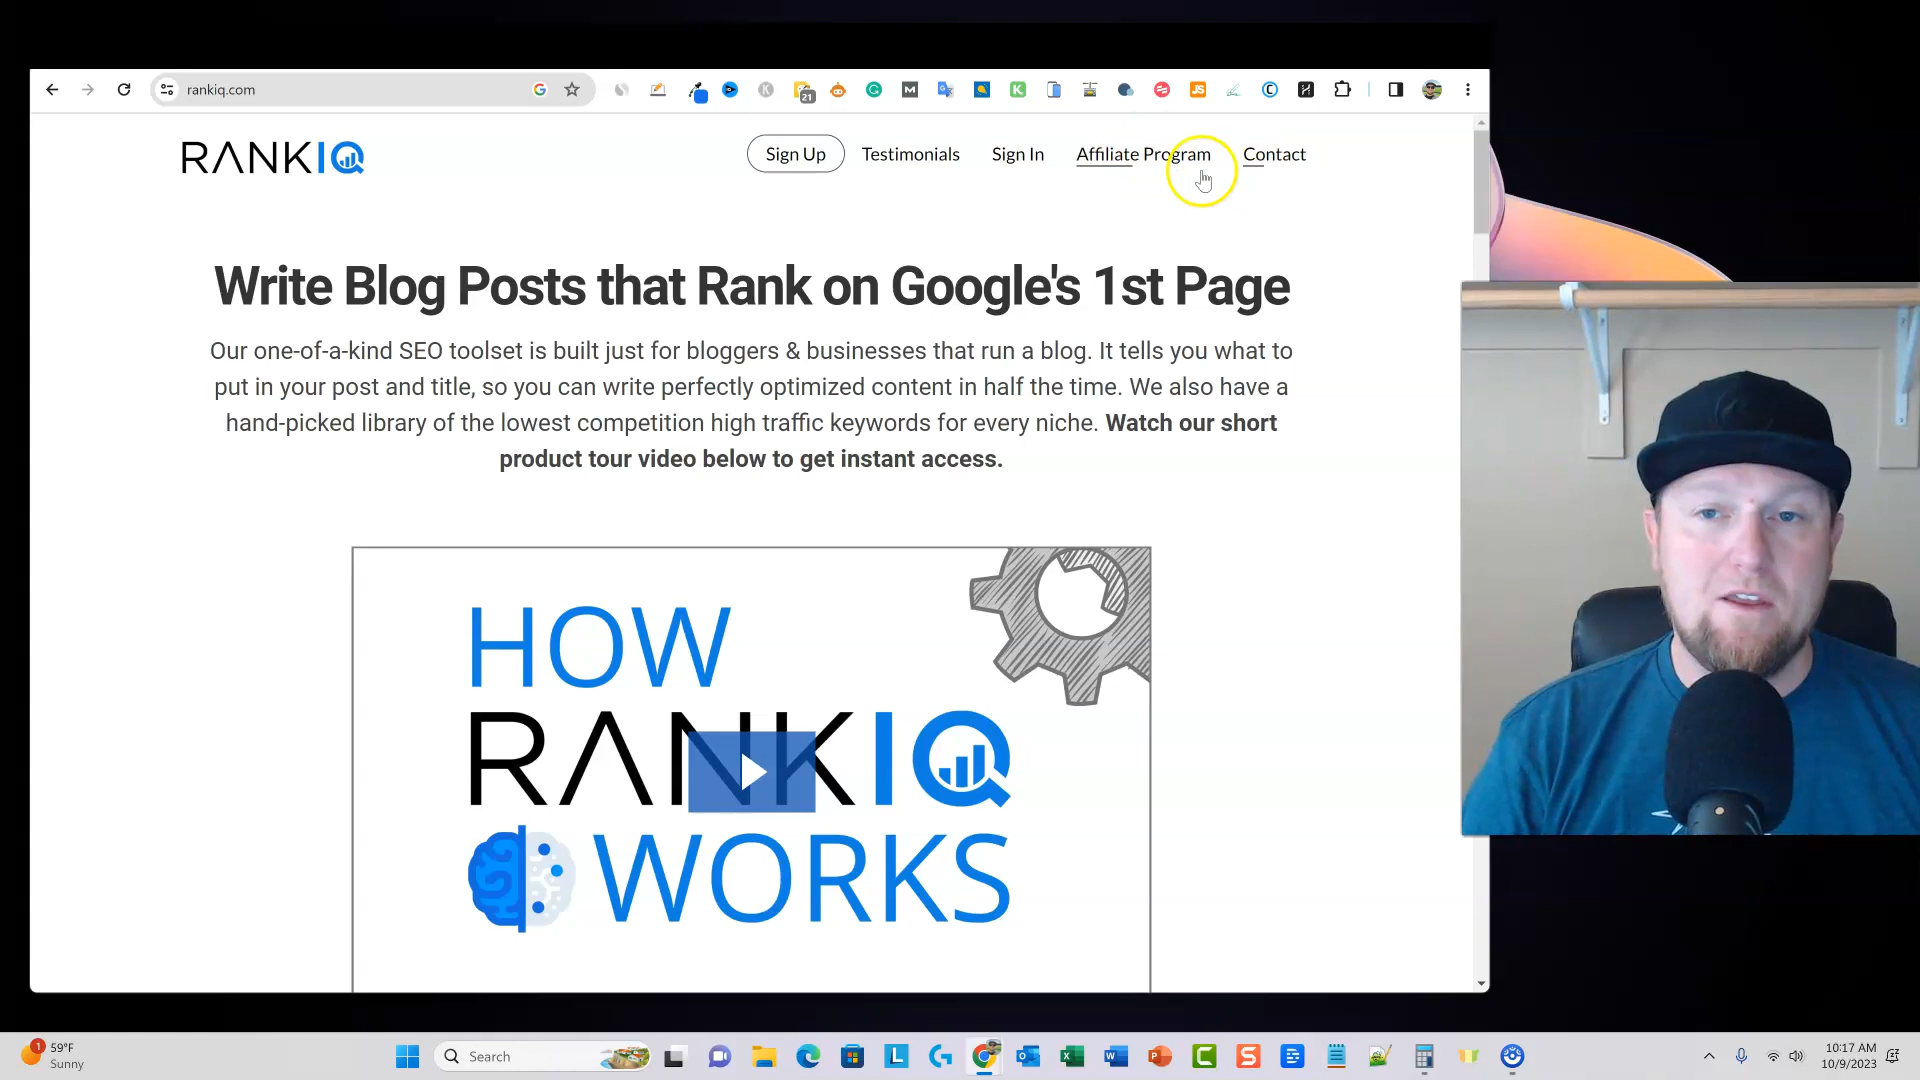 rankiq.com
21
RANKIQ
Sign Up
Testimonials
Sign In
Affiliate Program
Contact
Write Blog Posts that Rank on Google's 1st Page
Our one-of-a-kind SEO toolset is built just for bloggers & businesses that run a blog. It tells you what to
put in your post and title, so you can write perfectly optimized content in half the time. We also have a
hand-picked library of the lowest competition high traffic keywords for every niche. Watch our short
product tour video below to get instant access.
HOW
RANKIQ
WORKS
1
59°F
Sunny
Search
10:17 AM
10/9/2023